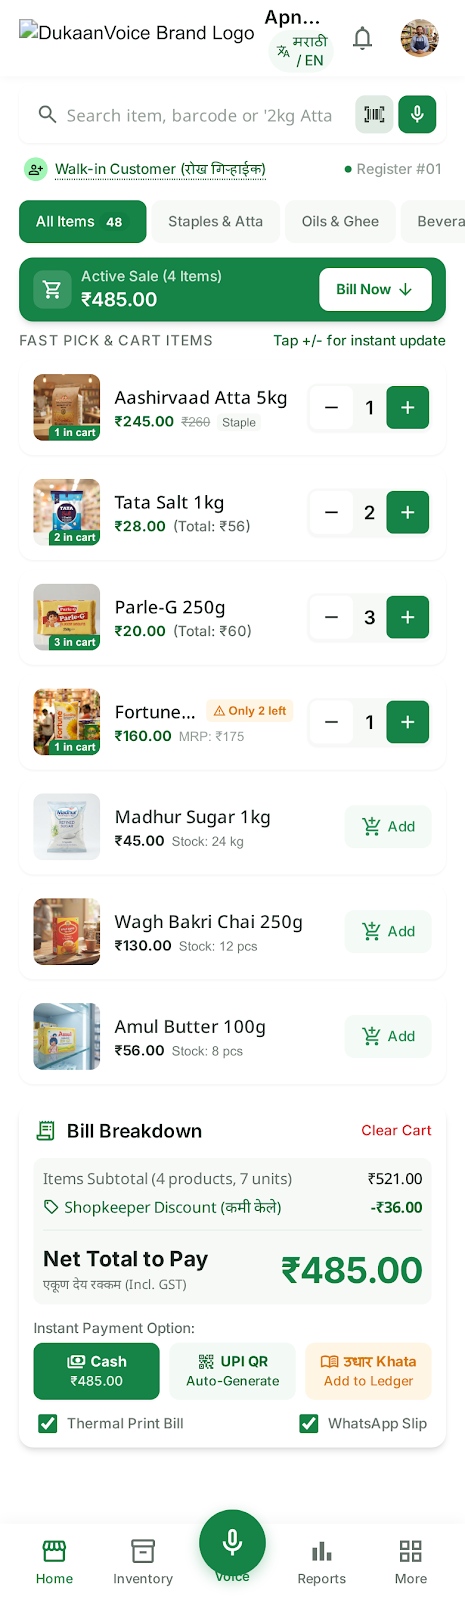 DukaanVoice Brand Logo
Apn...
मराठी / EN
Search item, barcode or '2kg Atta
Walk-in Customer (रोख गिऱ्हाईक)
Register #01
All Items 48
Staples & Atta
Oils & Ghee
Bevera
Active Sale (4 Items)
₹485.00
Bill Now ↓
FAST PICK & CART ITEMS
Tap +/- for instant update
Aashirvaad Atta 5kg
₹245.00 ₹260 Staple
1 in cart
− 1 +
Tata Salt 1kg
₹28.00 (Total: ₹56)
2 in cart
− 2 +
Parle-G 250g
₹20.00 (Total: ₹60)
3 in cart
− 3 +
Fortune... Only 2 left
₹160.00 MRP: ₹175
1 in cart
− 1 +
Madhur Sugar 1kg
₹45.00 Stock: 24 kg
Add
Wagh Bakri Chai 250g
₹130.00 Stock: 12 pcs
Add
Amul Butter 100g
₹56.00 Stock: 8 pcs
Add
Bill Breakdown
Clear Cart
Items Subtotal (4 products, 7 units) ₹521.00
Shopkeeper Discount (कमी केले) -₹36.00
Net Total to Pay
एकूण देय रक्कम (Incl. GST)
₹485.00
Instant Payment Option:
Cash
₹485.00
UPI QR
Auto-Generate
उधार Khata
Add to Ledger
Thermal Print Bill
WhatsApp Slip
Home
Inventory
Voice
Reports
More